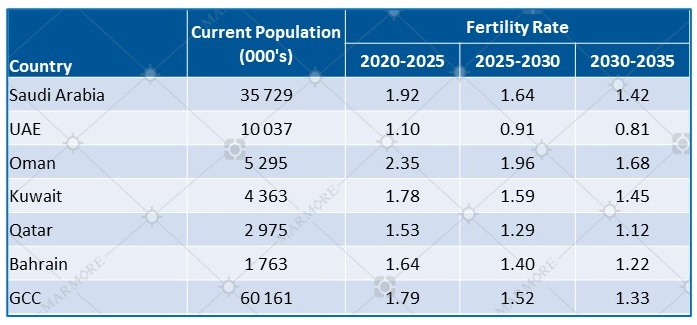 Country Current Population (000's) Fertility Rate
2020-2025 2025-2030 2030-2035
Saudi Arabia 35 729 1.92 1.64 1.42
UAE 10 037 1.10 0.91 0.81
Oman 5 295 2.35 1.96 1.68
Kuwait 4 363 1.78 1.59 1.45
Qatar 2 975 1.53 1.29 1.12
Bahrain 1 763 1.64 1.40 1.22
GCC 60 161 1.79 1.52 1.33
MARMORE
MARMORE
MARMORE
MARMORE